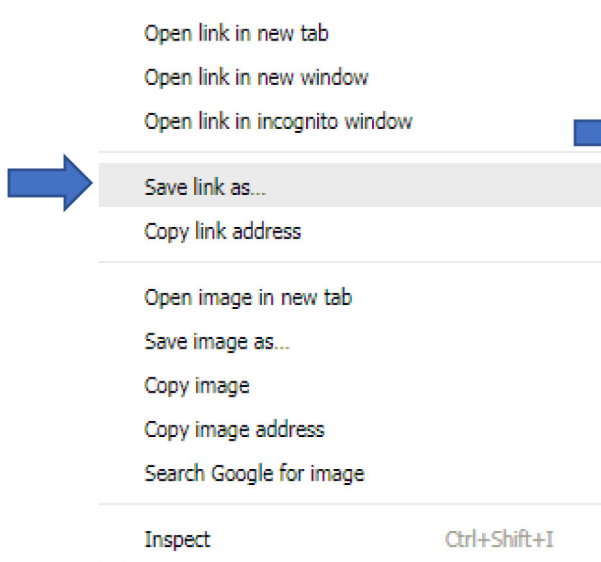 Open link in new tab
Open link in new window
Open link in incognito window
Save link as...
Copy link address
Open image in new tab
Save image as...
Copy image
Copy image address
Search Google for image
Inspect Ctrl+Shift+I